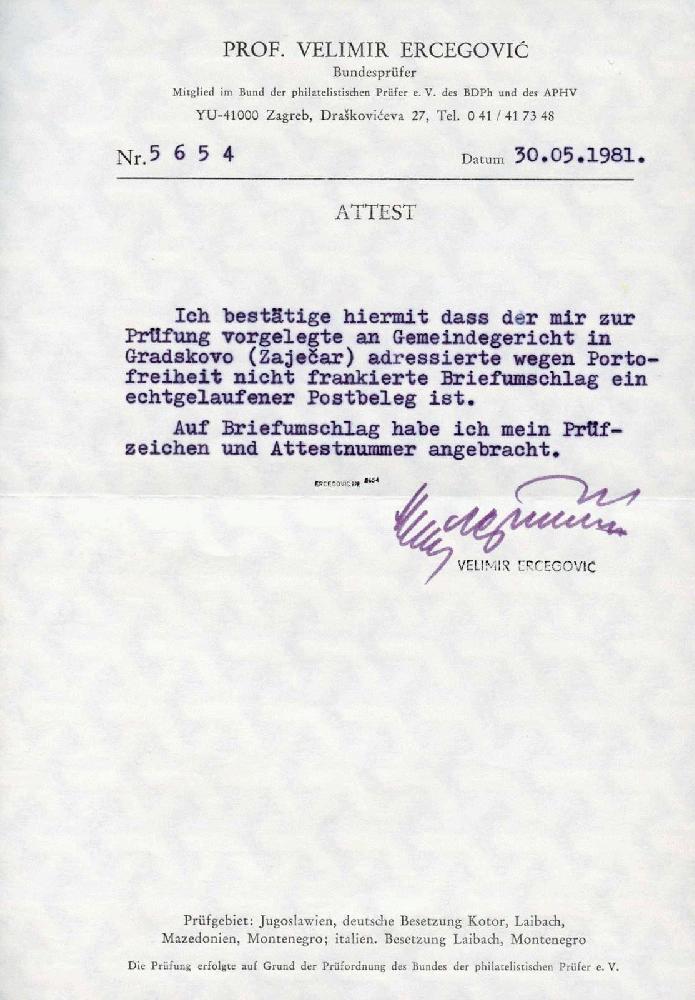 PROF. VELIMIR ERCEGOVIĆ
Bundesprüfer
Mitglied im Bund der philatelistischen Prüfer e. V. des BDPh und des APHV
YU-41000 Zagreb, Draškovićeva 27, Tel. 0 41 / 41 73 48
Nr. 5 6 5 4 Datum 30.05.1981.
ATTEST
Ich bestätige hiermit dass der mir zur
Prüfung vorgelegte an Gemeindegericht in
Gradskovo (Zaječar) adressierte wegen Porto-
freiheit nicht frankierte Briefumschlag ein
echtgelaufener Postbeleg ist.
Auf Briefumschlag habe ich mein Prüf-
zeichen und Attestnummer angebracht.
5654
VELIMIR ERCEGOVIĆ
Prüfgebiet: Jugoslawien, deutsche Besetzung Kotor, Laibach,
Mazedonien, Montenegro; italien. Besetzung Laibach, Montenegro
Die Prüfung erfolgte auf Grund der Prüfordnung des Bundes der philatelistischen Prüfer e. V.